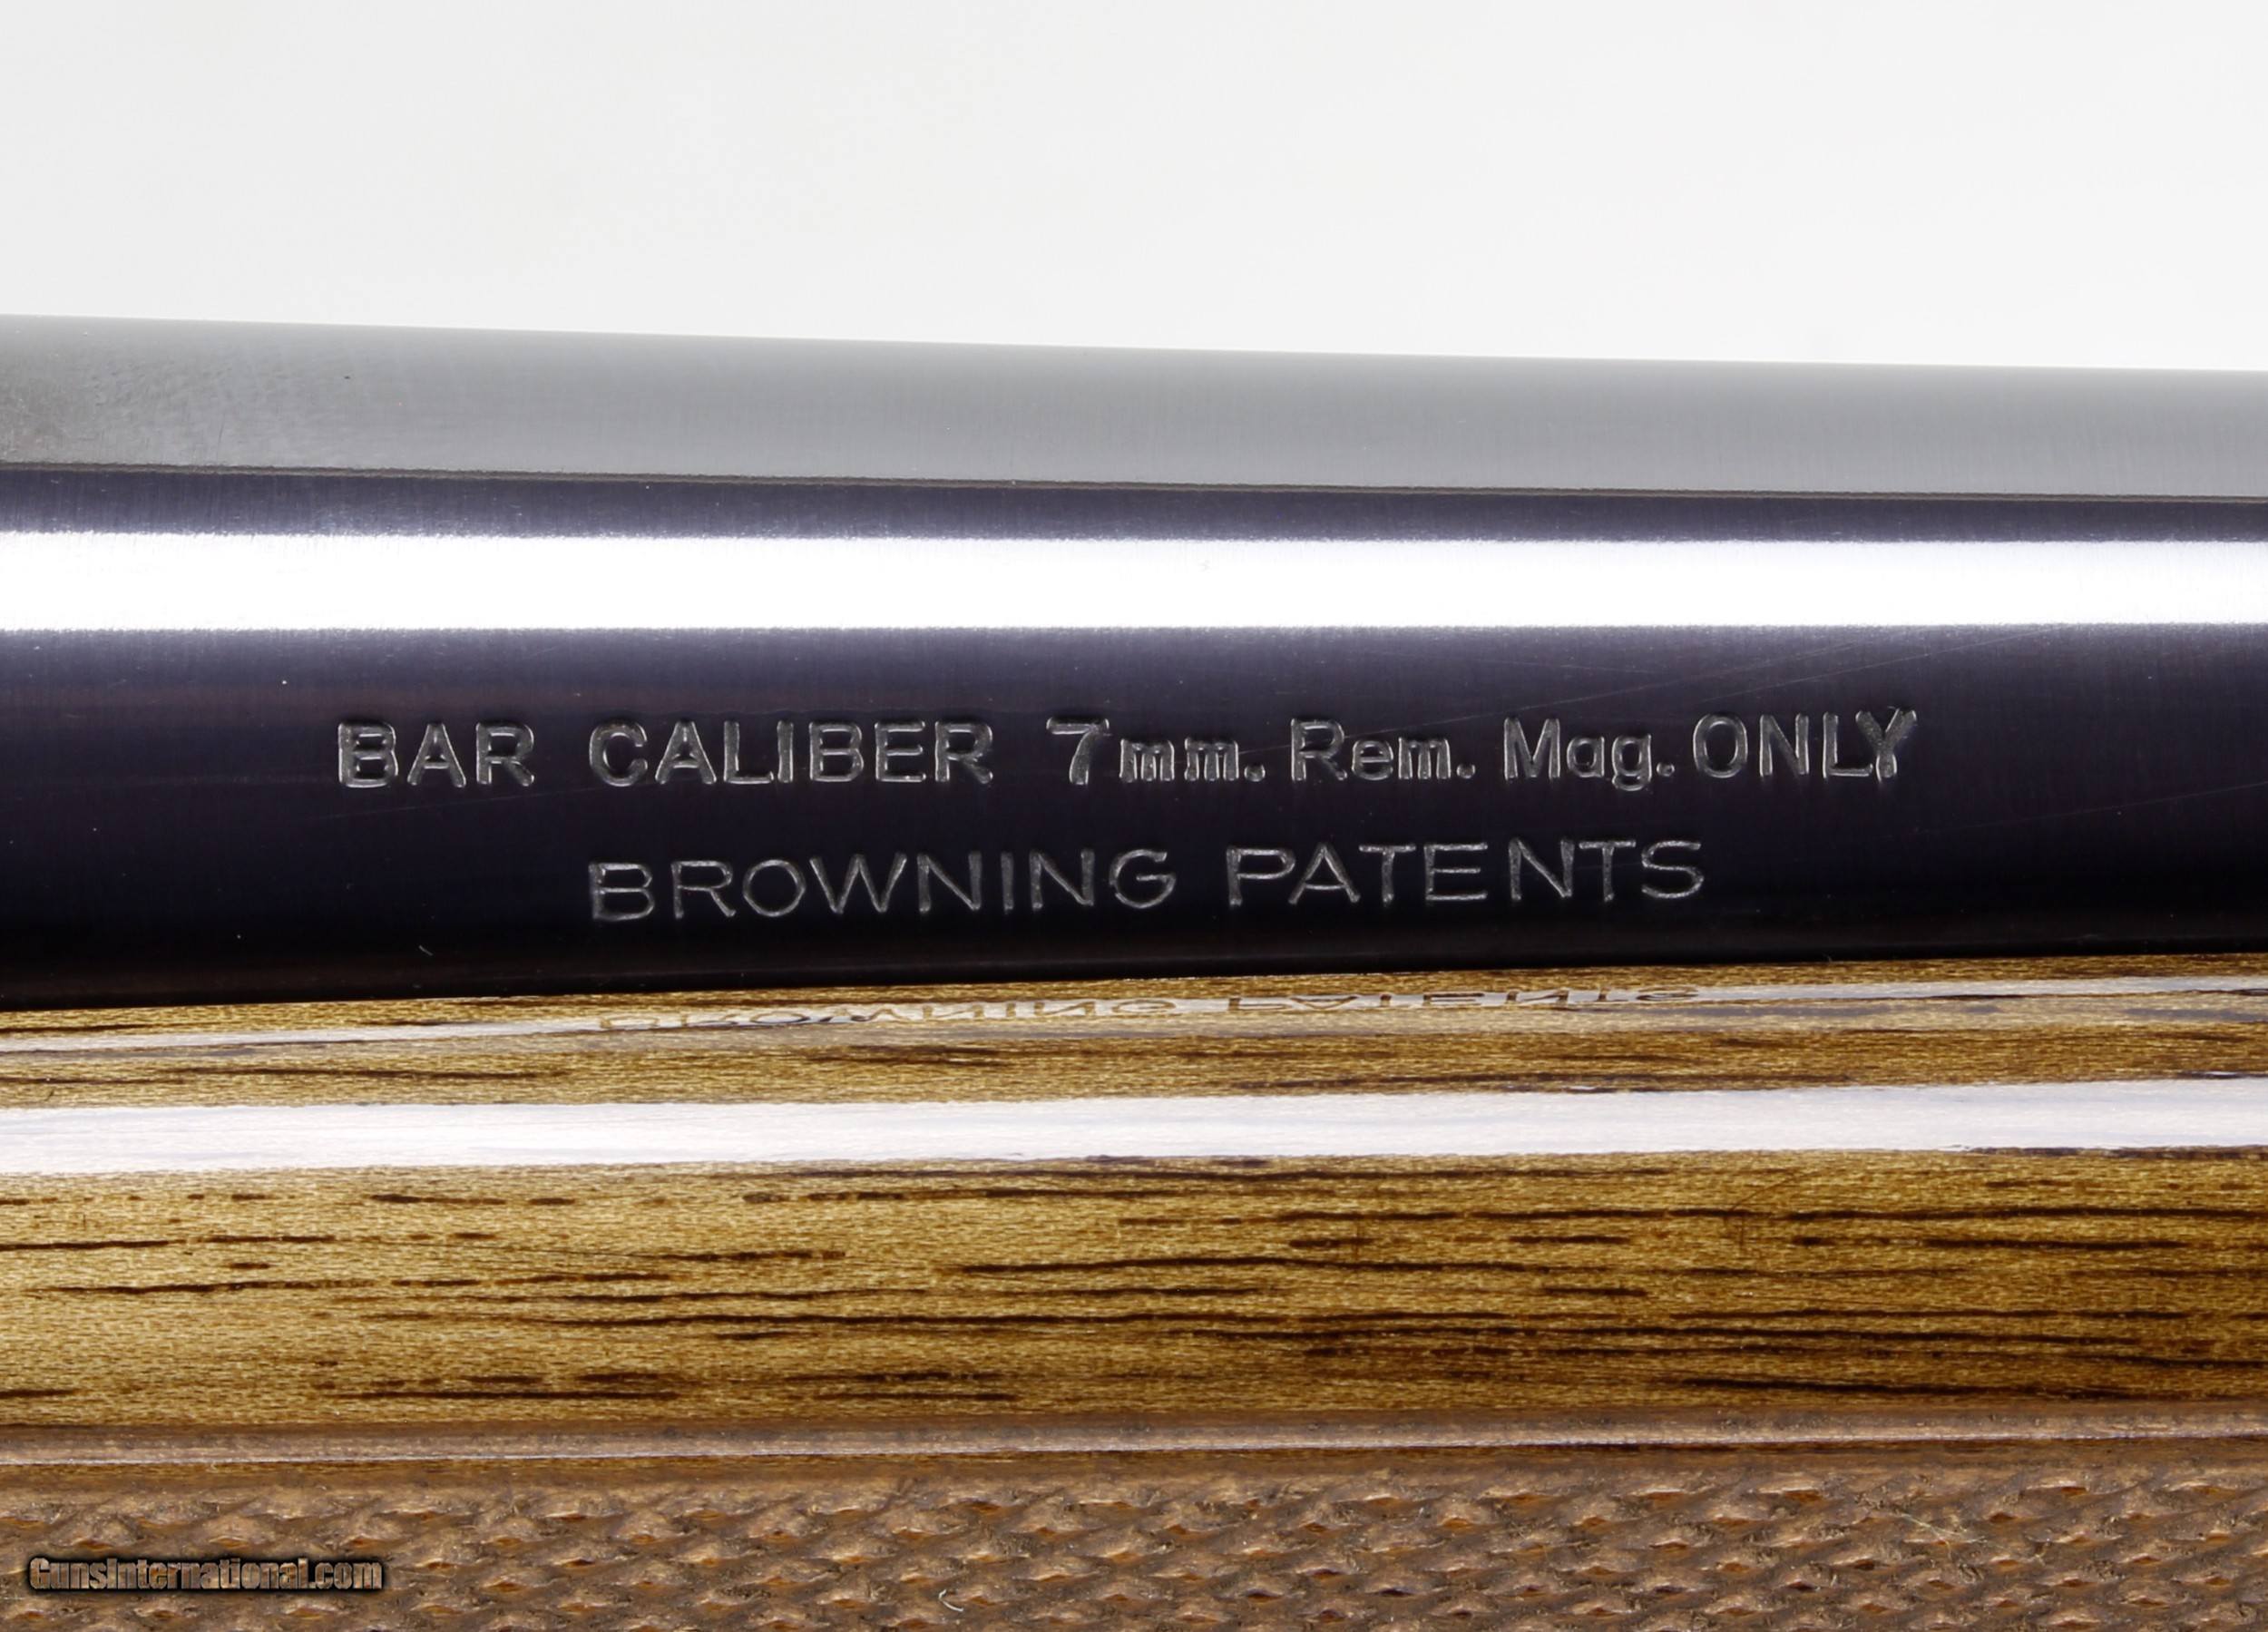 BAR CALIBER 7mm. Rem. Mag. ONLY
BROWNING PATENTS
GunsInternational.com